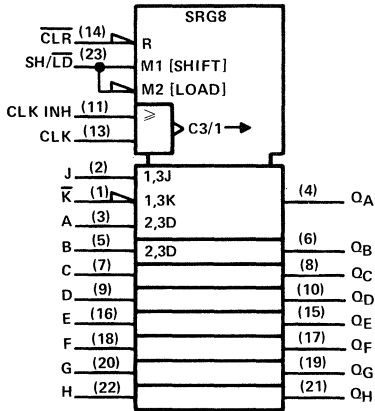 SRG8
C̅L̅R̅ (14) R
SH/L̅D̅ (23) M1 [SHIFT]
M2 [LOAD]
CLK INH (11) ≥
CLK (13) C3/1
J (2) 1,3J
K̅ (1) 1,3K (4) QA
A (3) 2,3D
B (5) 2,3D (6) QB
C (7) (8) QC
D (9) (10) QD
E (16) (15) QE
F (18) (17) QF
G (20) (19) QG
H (22) (21) QH